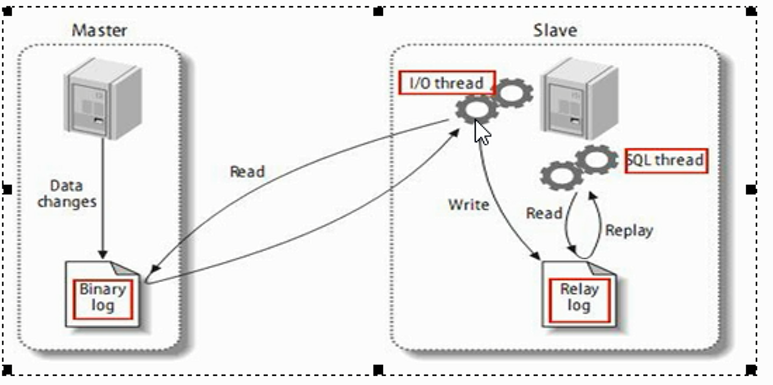 Master
Slave
I/O thread
SQL thread
Read
Data
changes
Write
Read
Replay
Binary
log
Relay
log